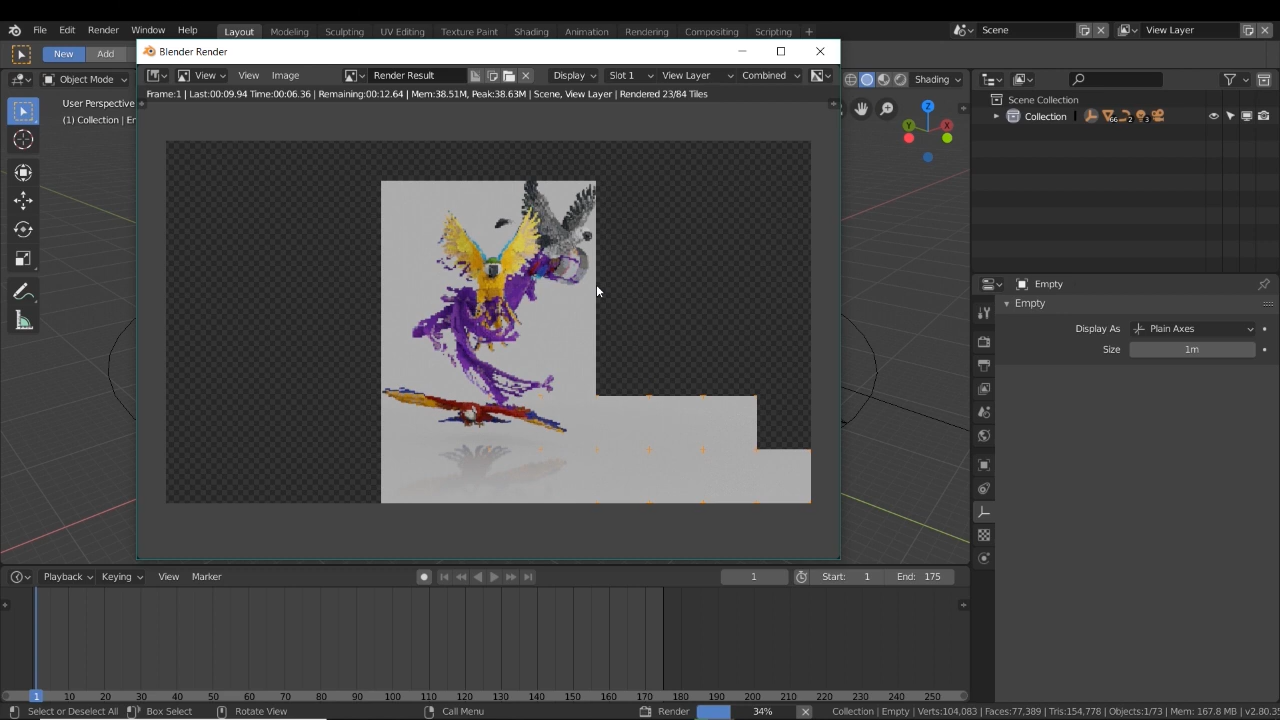 File Edit Render Window Help Layout Modeling Sculpting UV Editing Texture Paint Shading Animation Rendering Compositing Scripting + Scene View Layer
Blender Render
New Add
View View Image Render Result Display Slot 1 View Layer Combined
Object Mode Shading
Frame:1 | Last:00:09.94 Time:00:06.36 | Remaining:00:12.64 | Mem:38.51M, Peak:38.63M | Scene, View Layer | Rendered 23/84 Tiles
User Perspective
Scene Collection
(1) Collection | Em
Collection
Z
Y X
Empty
Empty
Display As Plain Axes
Size 1m
Playback Keying View Marker 1 Start: 1 End: 175
1 10 20 30 40 50 60 70 80 90 100 110 120 130 140 150 160 170 180 190 200 210 220 230 240 250
Select or Deselect All Box Select Rotate View Call Menu Render 34% Collection | Empty | Verts:104,083 | Faces:77,389 | Tris:154,778 | Objects:1/73 | Mem: 167.8 MB | v2.80.3